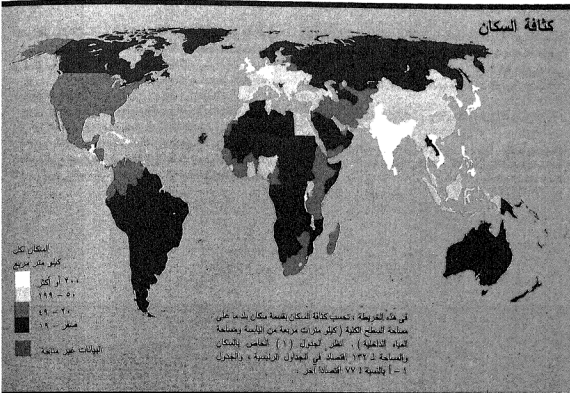 كثافة السكان
السكان لكل
كيلو متر مربع
٢٠٠ أو أكثر
٥٠ – ١٩٩
٢٠ – ٤٩
صفر – ١٩
البيانات غير متاحة
فى هذه الخريطة ، تحسب كثافة السكان بقسمة سكان بلد ما على
مساحة السطح الكلية ( كيلو مترات مربعة من اليابسة ومساحة
المياه الداخلية ) . انظر الجدول ( ١ ) الخاص بالسكان
والمساحة لـ ١٣٢ اقتصادا فى الجداول الرئيسية ، والجدول
١ – أ بالنسبة لـ ٧٧ اقتصادا آخر .